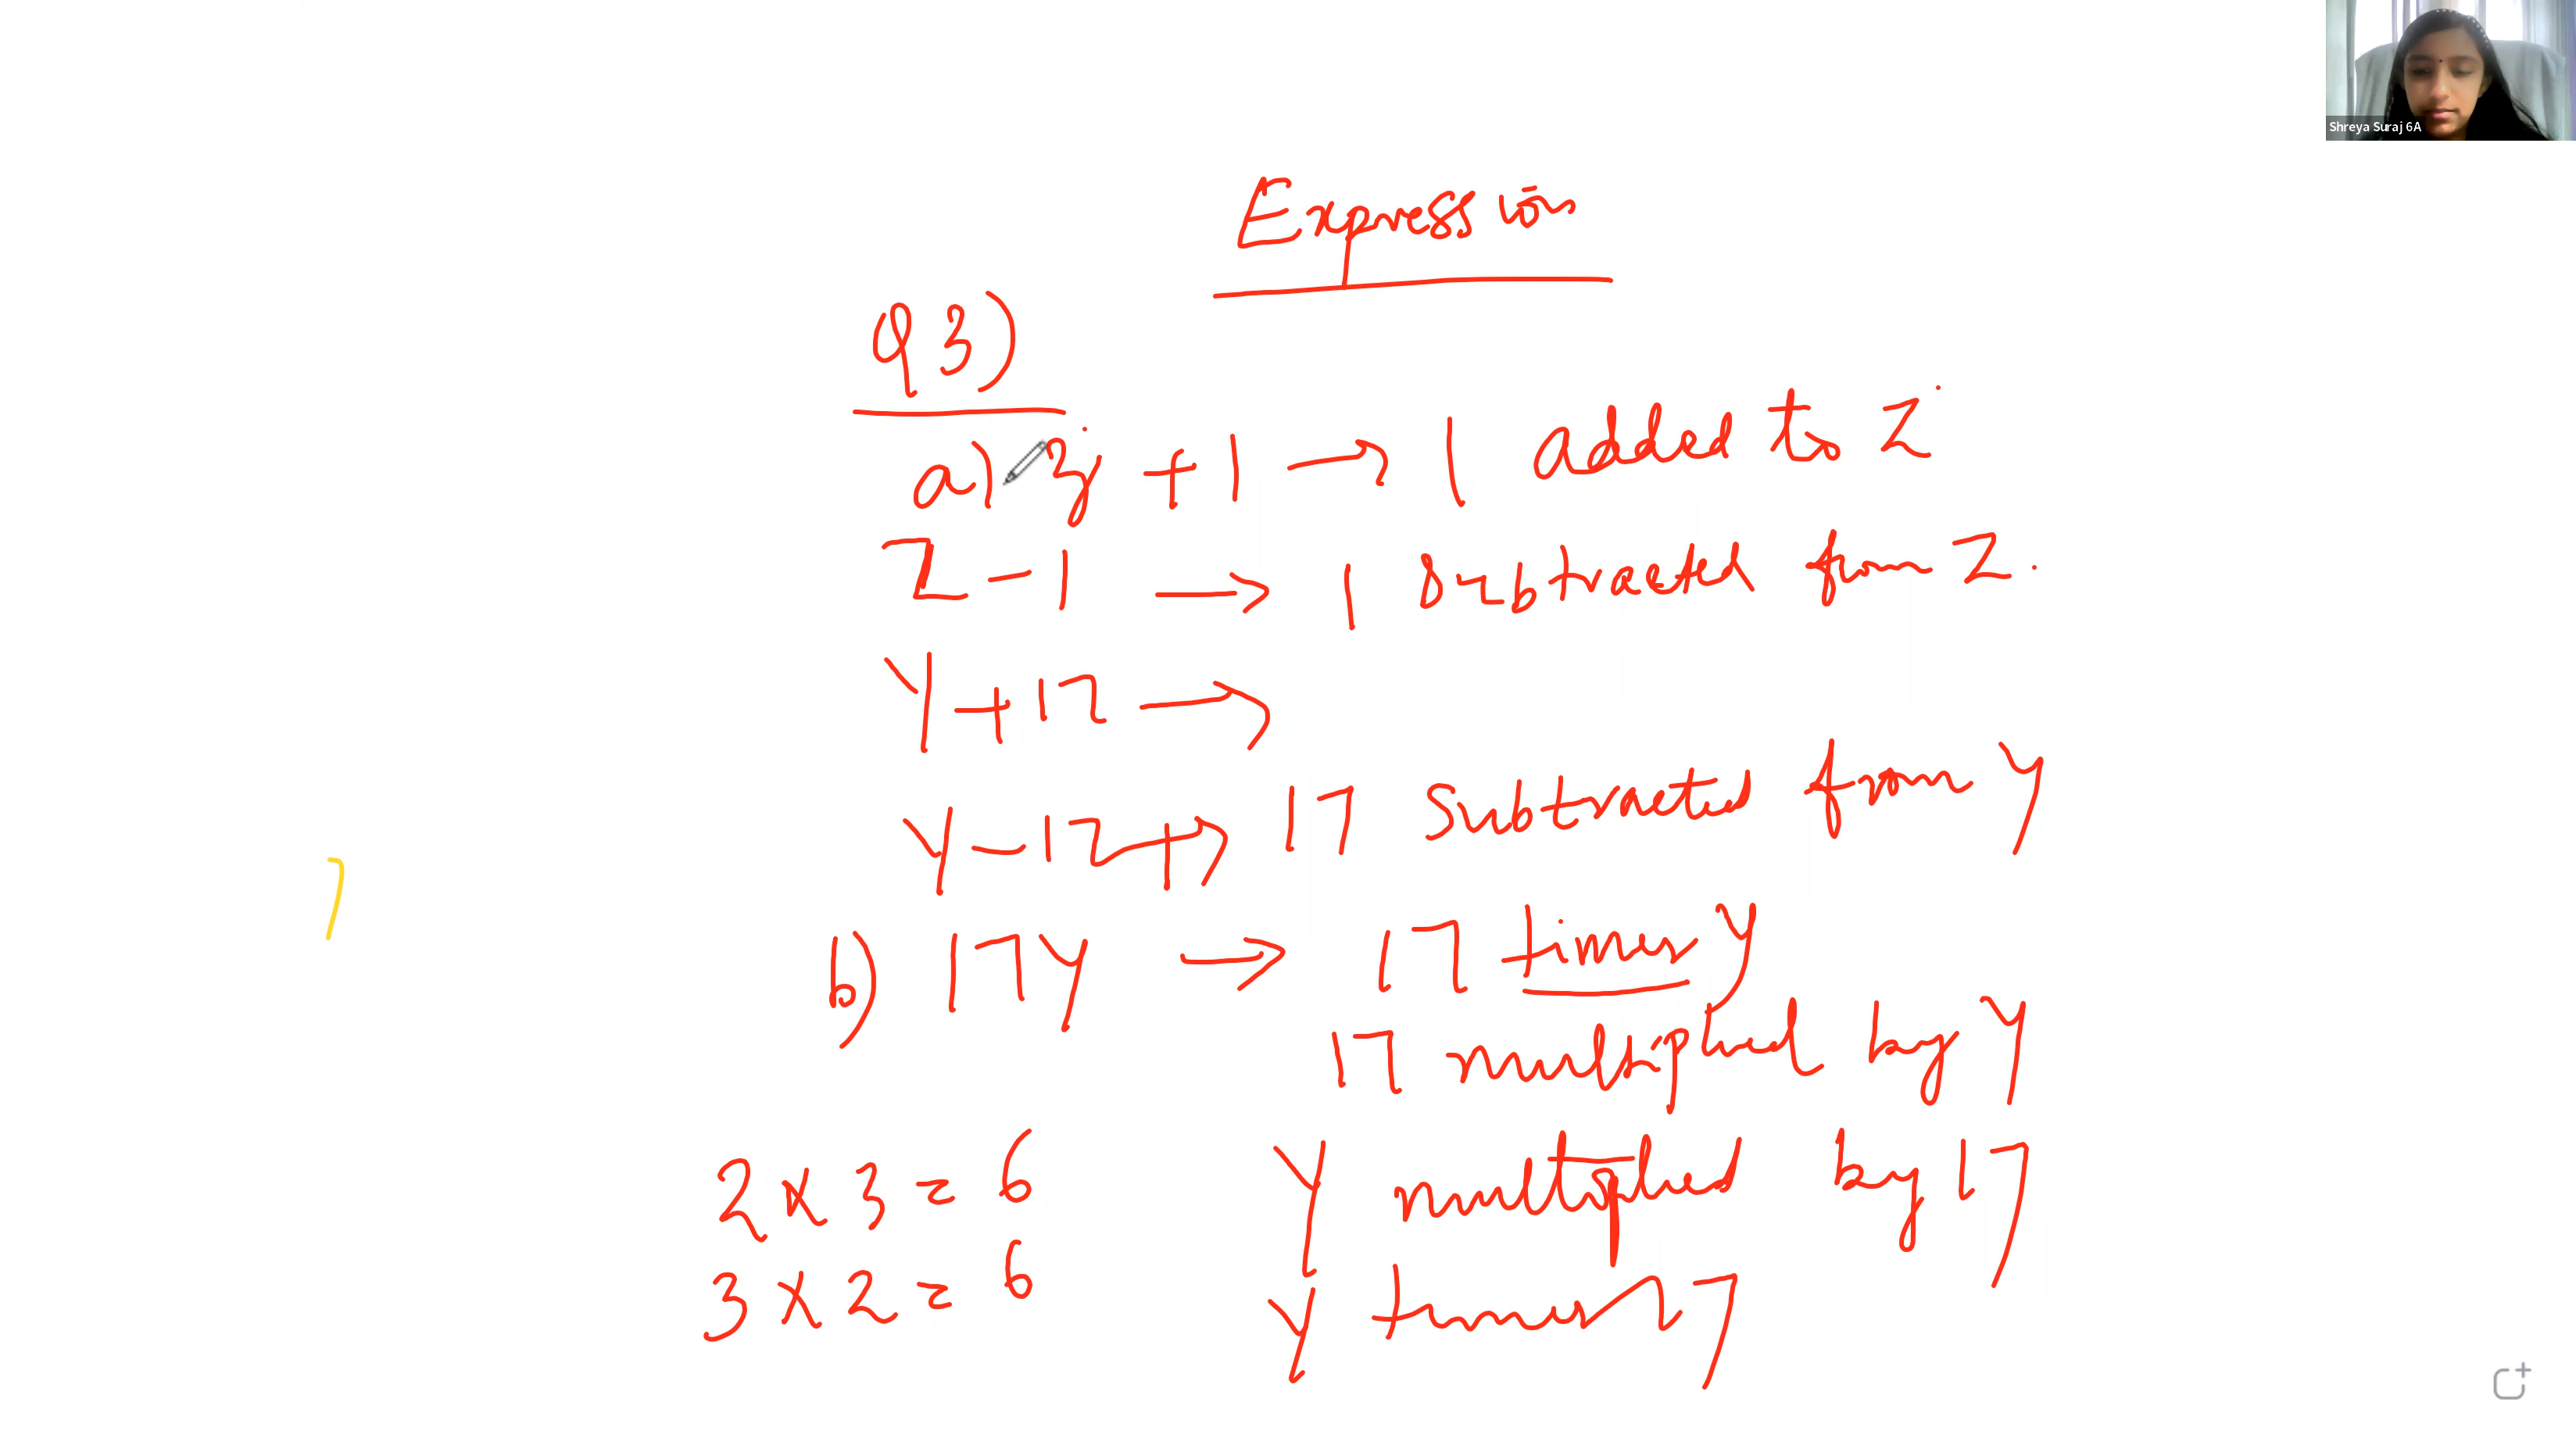 Shreya Suraj 6A
Expression
Q3)
a) z + 1 → 1 added to z
z - 1 → 1 subtracted from z.
y + 17 →
y - 17 → 17 subtracted from y
b) 17y → 17 times y
17 multiplied by y
2 x 3 = 6 y multiplied by 17
3 x 2 = 6 y times 17